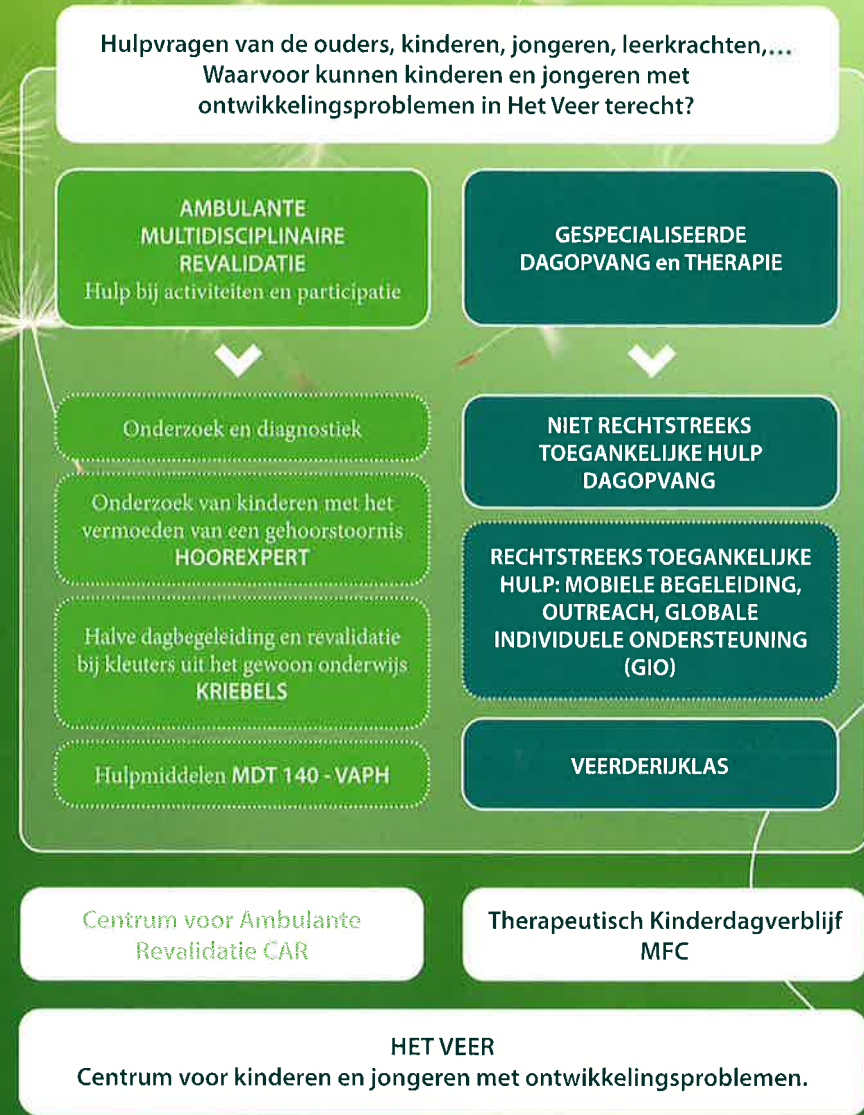 Hulpvragen van de ouders, kinderen, jongeren, leerkrachten,...
Waarvoor kunnen kinderen en jongeren met
ontwikkelingsproblemen in Het Veer terecht?
AMBULANTE
MULTIDISCIPLINAIRE
REVALIDATIE
Hulp bij activiteiten en participatie
Onderzoek en diagnostiek
Onderzoek van kinderen met het
vermoeden van een gehoorstoornis
HOOREXPERT
Halve dagbegeleiding en revalidatie
bij kleuters uit het gewoon onderwijs
KRIEBELS
Hulpmiddelen MDT 140 - VAPH
GESPECIALISEERDE
DAGOPVANG en THERAPIE
NIET RECHTSTREEKS
TOEGANKELIJKE HULP
DAGOPVANG
RECHTSTREEKS TOEGANKELIJKE
HULP: MOBIELE BEGELEIDING,
OUTREACH, GLOBALE
INDIVIDUELE ONDERSTEUNING
(GIO)
VEERDERIJKLAS
Centrum voor Ambulante
Revalidatie CAR
Therapeutisch Kinderdagverblijf
MFC
HET VEER
Centrum voor kinderen en jongeren met ontwikkelingsproblemen.